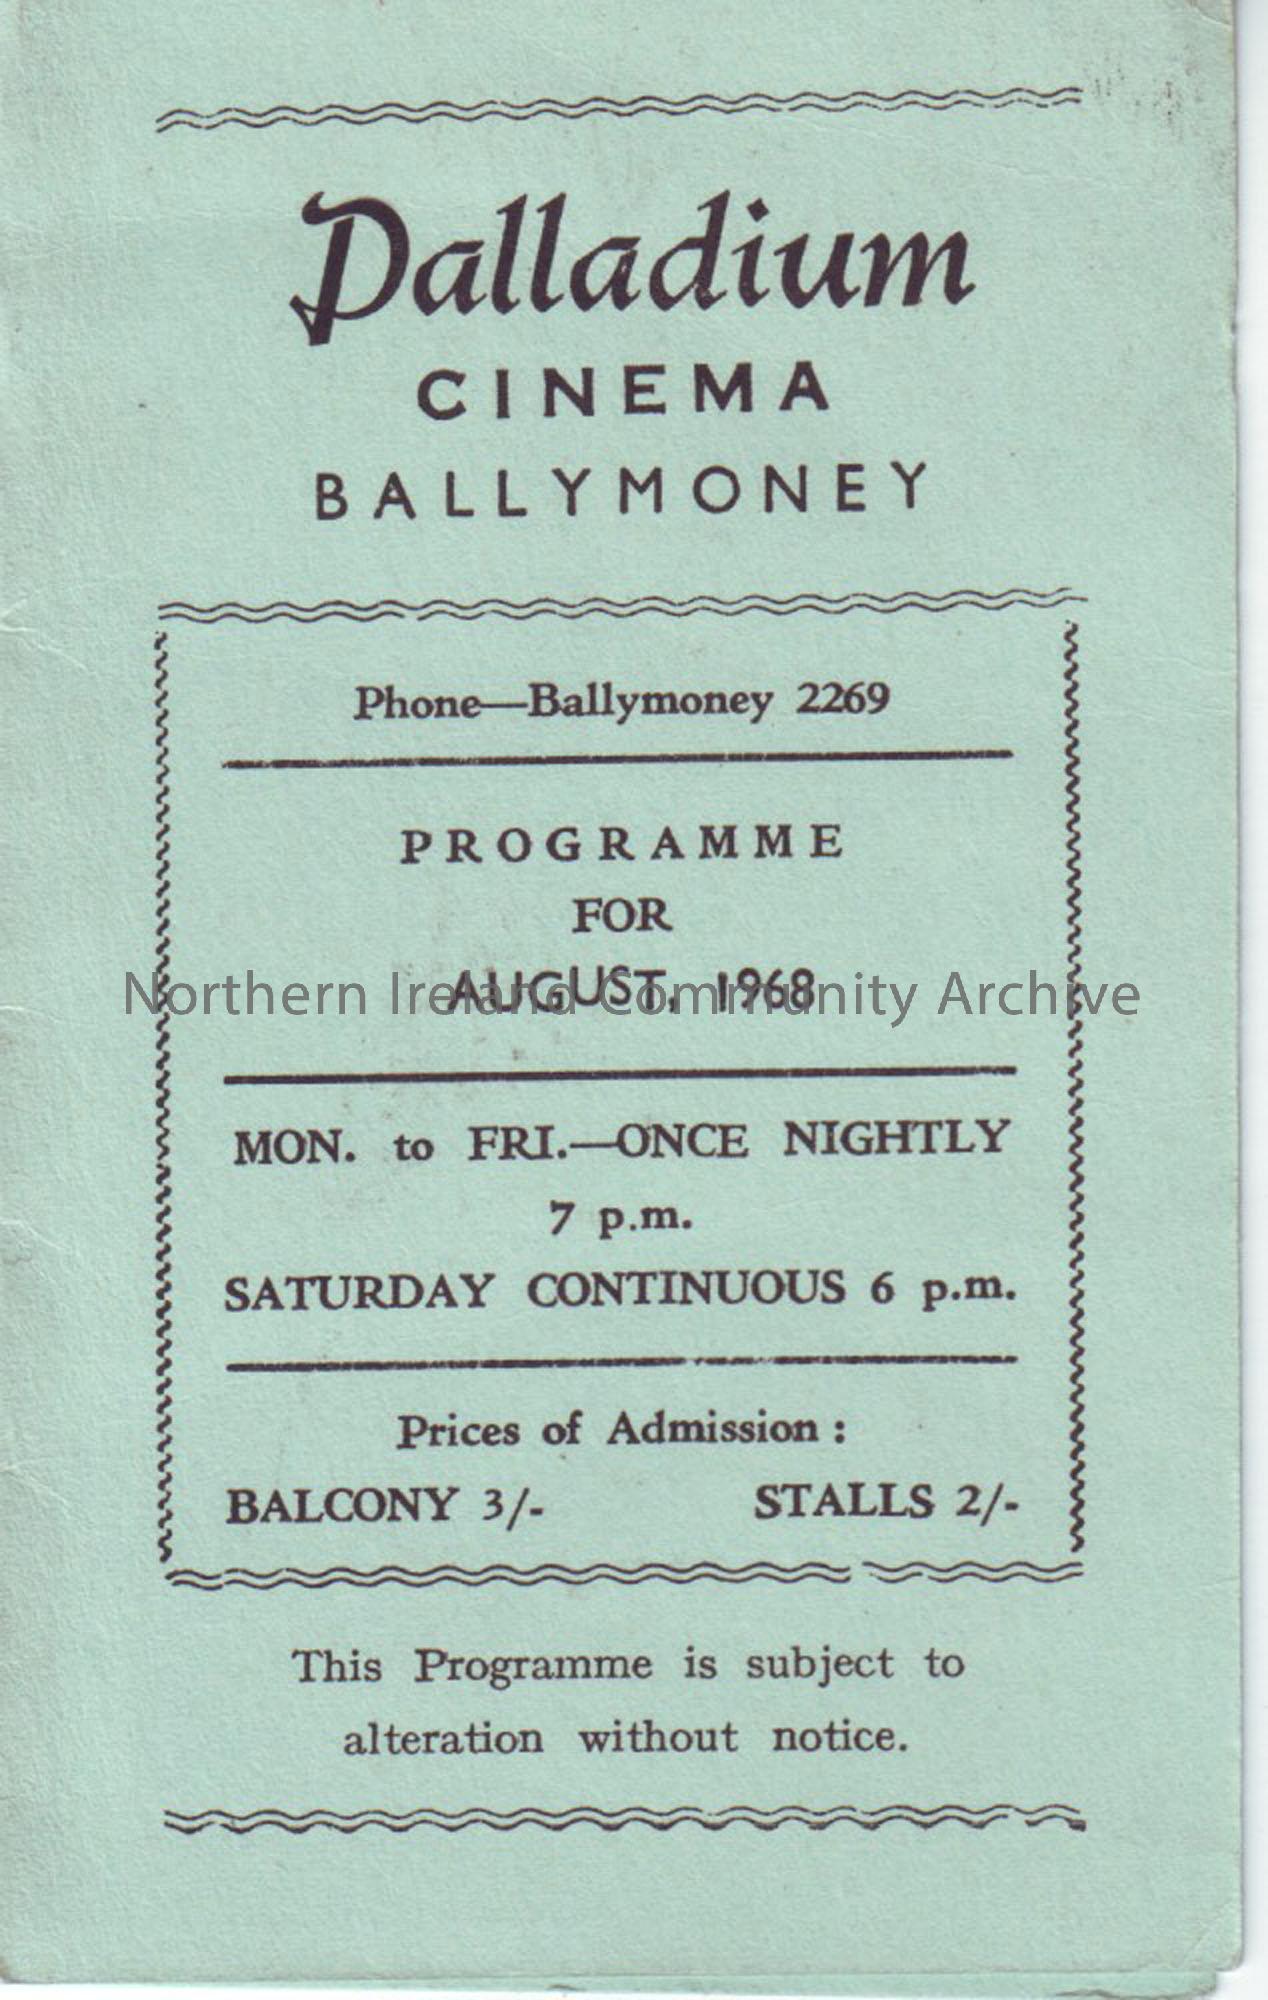 Palladium
CINEMA
BALLYMONEY
Phone—Ballymoney 2269
PROGRAMME
FOR
AUGUST, 1968
Northern Ireland Community Archive
MON. to FRI.—ONCE NIGHTLY
7 p.m.
SATURDAY CONTINUOUS 6 p.m.
Prices of Admission :
BALCONY 3/- STALLS 2/-
This Programme is subject to
alteration without notice.